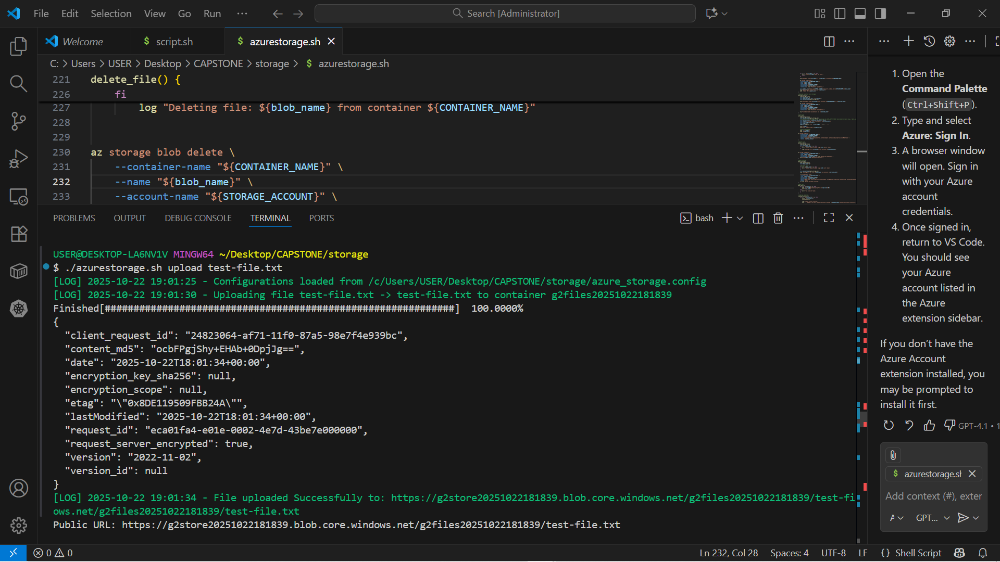 File Edit Selection View Go Run ··· Search [Administrator]
Welcome $ script.sh $ azurestorage.sh
C: > Users > USER > Desktop > CAPSTONE > storage > $ azurestorage.sh
221 delete_file() {
226 fi
227 log "Deleting file: ${blob_name} from container ${CONTAINER_NAME}"
228
229
230 az storage blob delete \
231 --container-name "${CONTAINER_NAME}" \
232 --name "${blob_name}" \
233 --account-name "${STORAGE_ACCOUNT}" \
PROBLEMS OUTPUT DEBUG CONSOLE TERMINAL PORTS bash
USER@DESKTOP-LA6NV1V MINGW64 ~/Desktop/CAPSTONE/storage
$ ./azurestorage.sh upload test-file.txt
[LOG] 2025-10-22 19:01:25 - Configurations loaded from /c/Users/USER/Desktop/CAPSTONE/storage/azure_storage.config
[LOG] 2025-10-22 19:01:30 - Uploading file test-file.txt -> test-file.txt to container g2files20251022181839
Finished[#############################################################] 100.0000%
{
"client_request_id": "24823064-af71-11f0-87a5-98e7f4e939bc",
"content_md5": "ocbFPgjShy+EHAb+0DpjJg==",
"date": "2025-10-22T18:01:34+00:00",
"encryption_key_sha256": null,
"encryption_scope": null,
"etag": "\"0x8DE119509FBB24A\"",
"lastModified": "2025-10-22T18:01:34+00:00",
"request_id": "eca01fa4-e01e-0002-4e7d-43be7e000000",
"request_server_encrypted": true,
"version": "2022-11-02",
"version_id": null
}
[LOG] 2025-10-22 19:01:34 - File uploaded Successfully to: https://g2store20251022181839.blob.core.windows.net/g2files20251022181839/test-fi
ows.net/g2files20251022181839/test-file.txt
Public URL: https://g2store20251022181839.blob.core.windows.net/g2files20251022181839/test-file.txt
1. Open the
Command Palette
(Ctrl+Shift+P).
2. Type and select
Azure: Sign In.
3. A browser window
will open. Sign in
with your Azure
account
credentials.
4. Once signed in,
return to VS Code.
You should see
your Azure
account listed in
the Azure
extension sidebar.
If you don’t have the
Azure Account
extension installed, you
may be prompted to
install it first.
GPT-4.1 • 1
$ azurestorage.sh
Add context (#), exter
A GPT...
0 0 Ln 232, Col 28 Spaces: 4 UTF-8 LF {} Shell Script